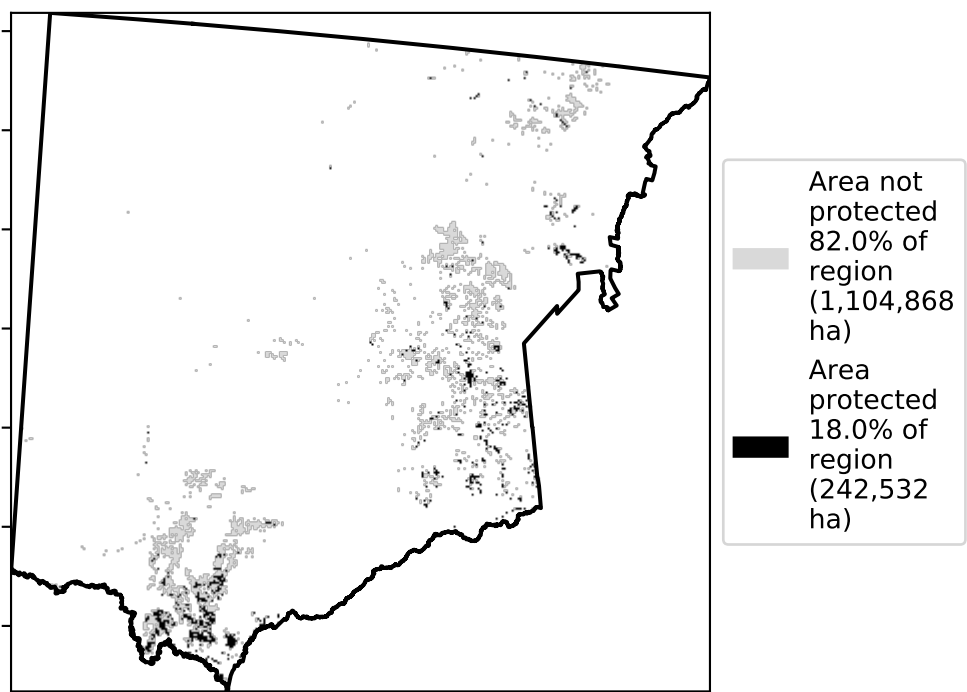 Area not
protected
82.0% of
region
(1,104,868
ha)
Area
protected
18.0% of
region
(242,532
ha)